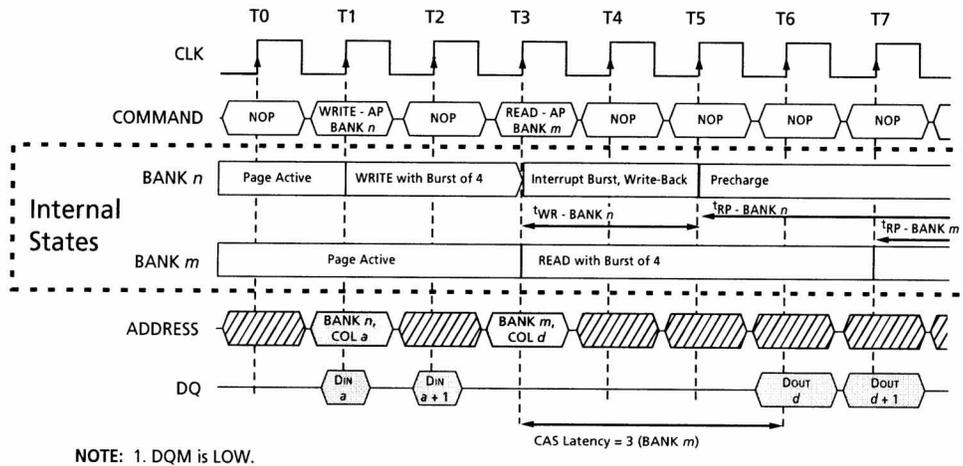 T0 T1 T2 T3 T4 T5 T6 T7
CLK
COMMAND NOP WRITE - AP BANK n NOP READ - AP BANK m NOP NOP NOP NOP
BANK n Page Active WRITE with Burst of 4 Interrupt Burst, Write-Back Precharge
Internal States
tWR - BANK n tRP - BANK n
tRP - BANK m
BANK m Page Active READ with Burst of 4
ADDRESS BANK n, COL a BANK m, COL d
DQ DIN a DIN a + 1 DOUT d DOUT d + 1
CAS Latency = 3 (BANK m)
NOTE: 1. DQM is LOW.